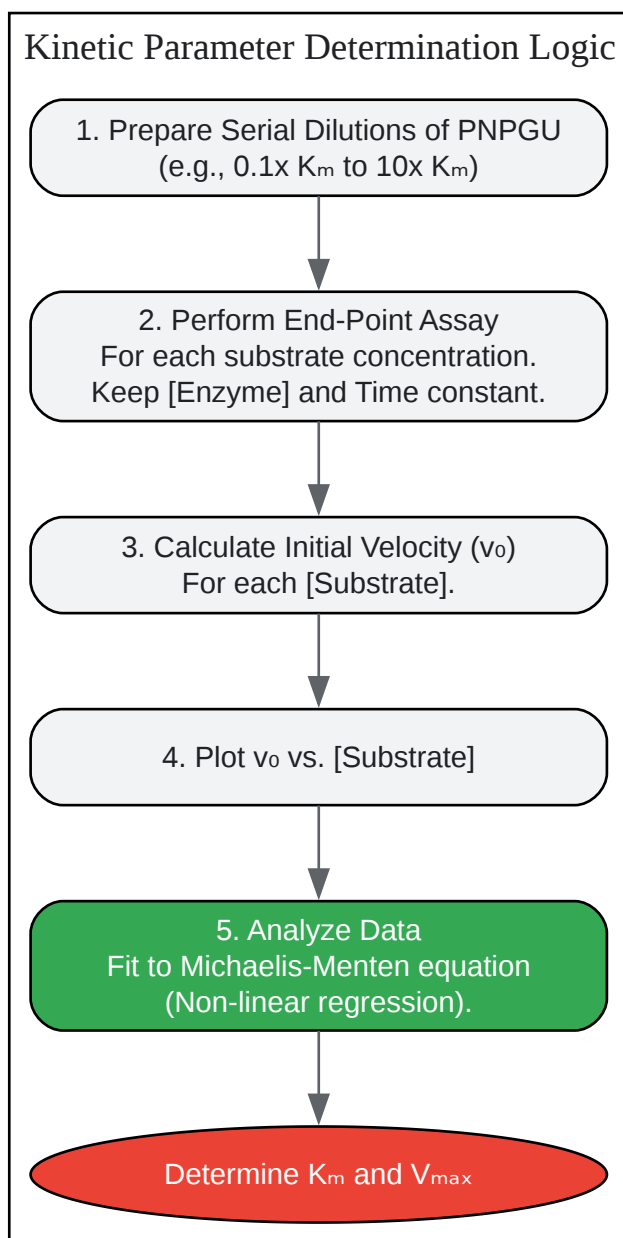 Kinetic Parameter Determination Logic
1. Prepare Serial Dilutions of PNPGU
(e.g., 0.1x Kₘ to 10x Kₘ)
2. Perform End-Point Assay
For each substrate concentration.
Keep [Enzyme] and Time constant.
3. Calculate Initial Velocity (v₀)
For each [Substrate].
4. Plot v₀ vs. [Substrate]
5. Analyze Data
Fit to Michaelis-Menten equation
(Non-linear regression).
Determine Kₘ and Vₘₐₓ